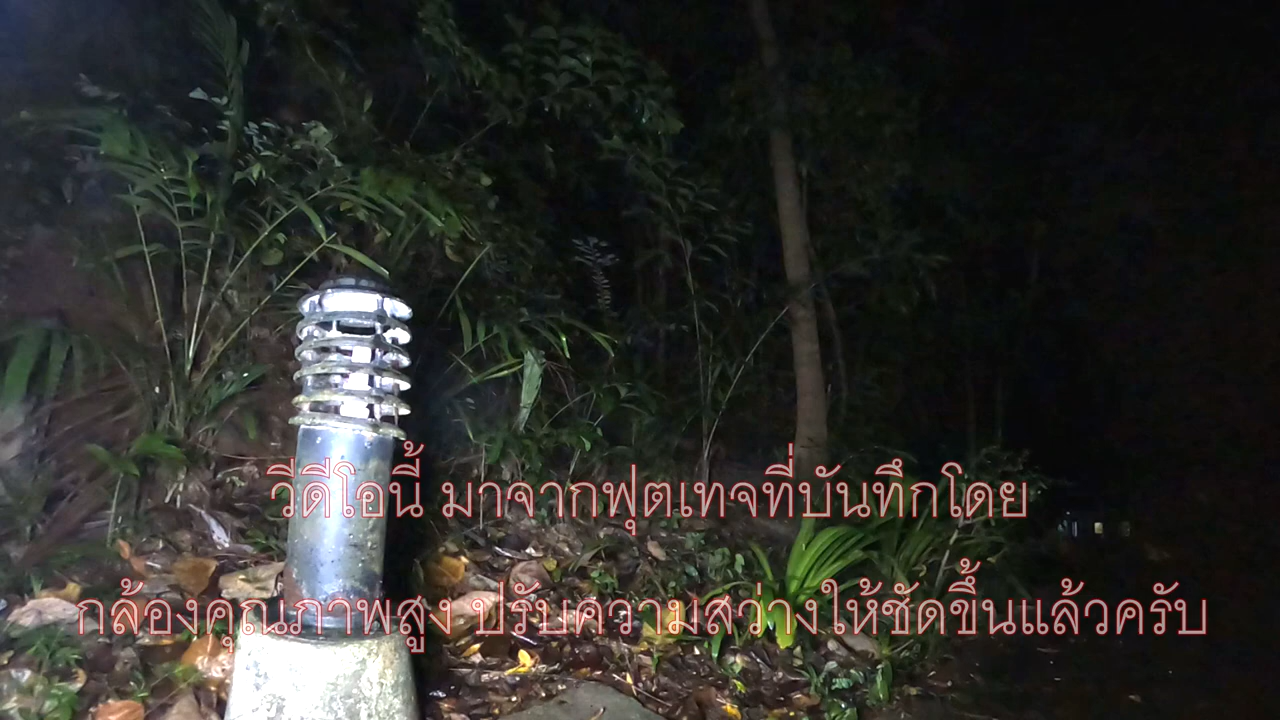 วีดีโอนี้ มาจากฟุตเทจที่บันทึกโดย
กล้องคุณภาพสูง ปรับความสว่างให้ชัดขึ้นแล้วครับ